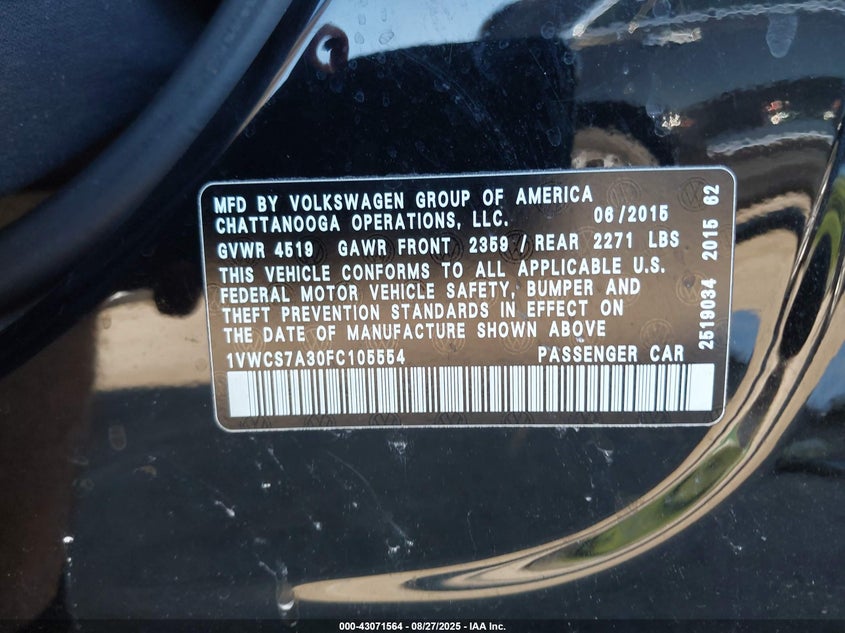 MFD BY VOLKSWAGEN GROUP OF AMERICA
CHATTANOOGA OPERATIONS, LLC. 06/2015
GVWR 4519 GAWR FRONT 2359 / REAR 2271 LBS
THIS VEHICLE CONFORMS TO ALL APPLICABLE U.S.
FEDERAL MOTOR VEHICLE SAFETY, BUMPER AND
THEFT PREVENTION STANDARDS IN EFFECT ON
THE DATE OF MANUFACTURE SHOWN ABOVE
1VWCS7A30FC105554 PASSENGER CAR
2519034 2015 62
000-43071564 - 08/27/2025 - IAA Inc.